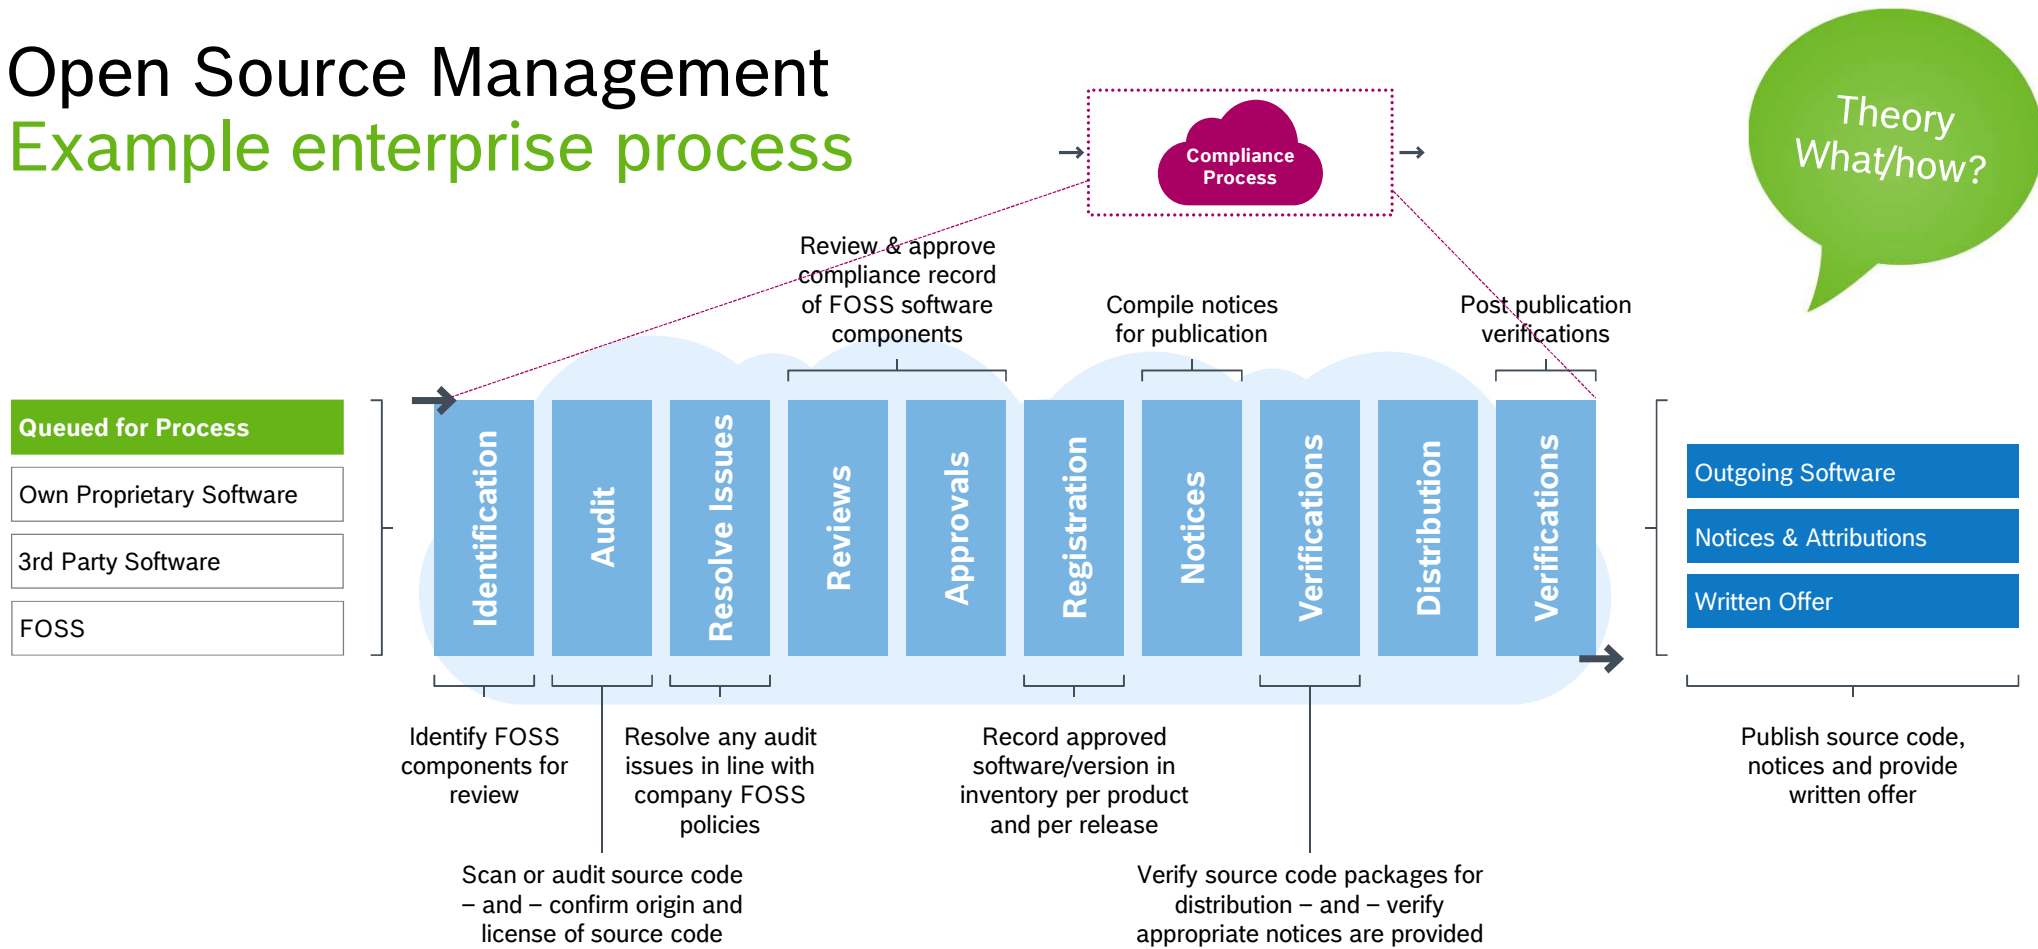 Open Source Management
Example enterprise process
Theory
What/how?
Compliance
Process
Review & approve
compliance record
of FOSS software
components
Compile notices
for publication
Post publication
verifications
Queued for Process
Own Proprietary Software
3rd Party Software
FOSS
Identification
Audit
Resolve Issues
Reviews
Approvals
Registration
Notices
Verifications
Distribution
Verifications
Outgoing Software
Notices & Attributions
Written Offer
Identify FOSS
components for
review
Resolve any audit
issues in line with
company FOSS
policies
Record approved
software/version in
inventory per product
and per release
Publish source code,
notices and provide
written offer
Scan or audit source code
– and – confirm origin and
license of source code
Verify source code packages for
distribution – and – verify
appropriate notices are provided